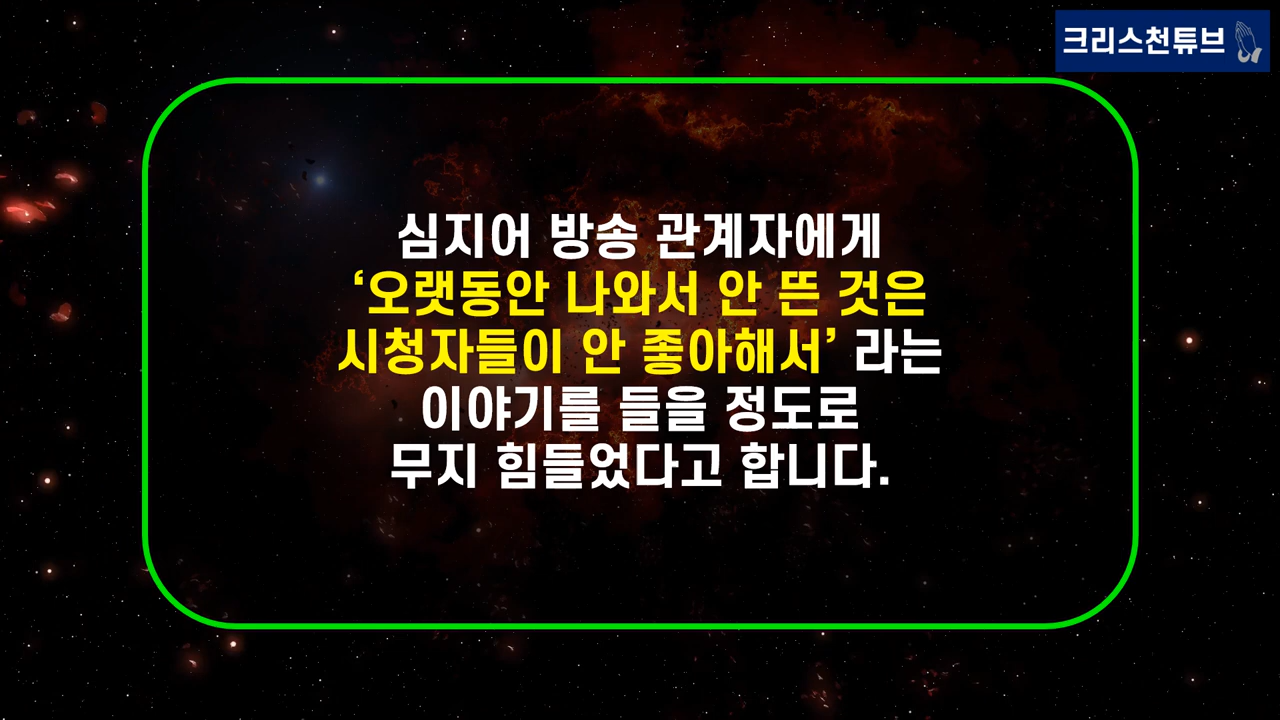 크리스천튜브
심지어 방송 관계자에게
‘오랫동안 나와서 안 뜬 것은
시청자들이 안 좋아해서’ 라는
이야기를 들을 정도로
무지 힘들었다고 합니다.